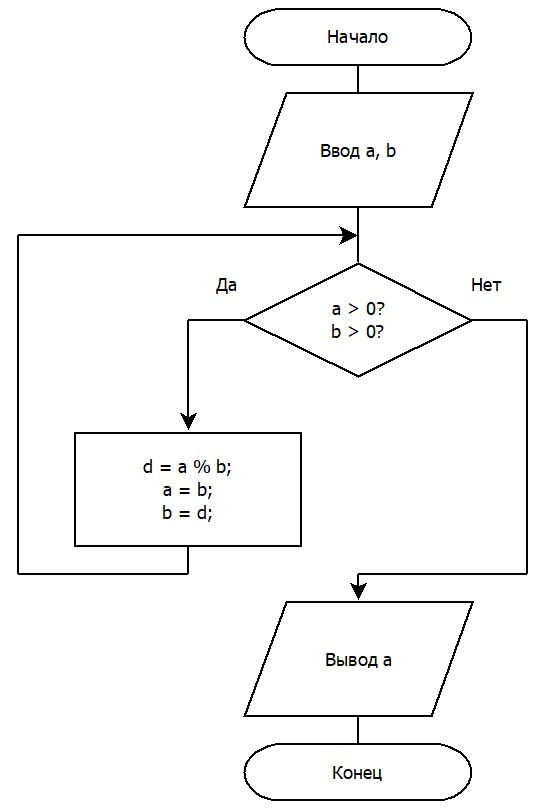 Начало
Ввод a, b
Да
Нет
a > 0?
b > 0?
d = a % b;
a = b;
b = d;
Вывод a
Конец